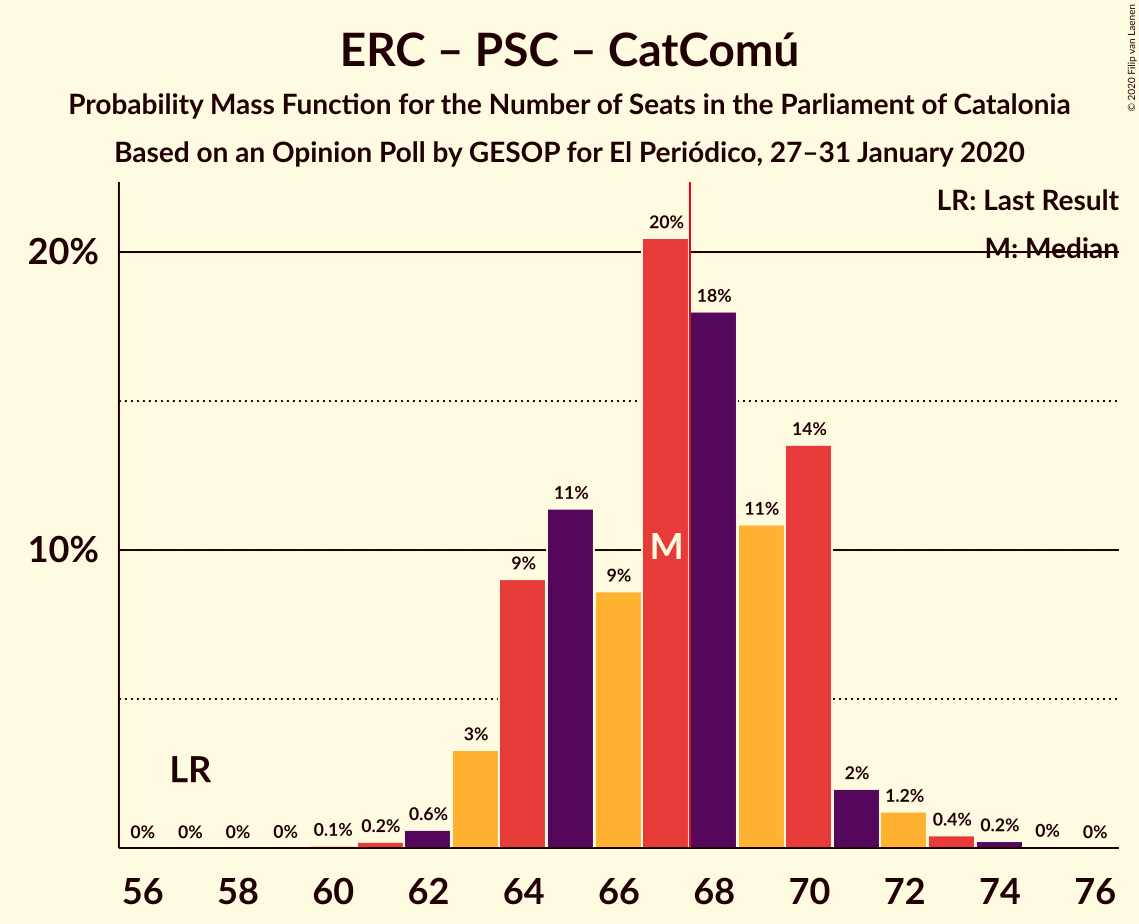 ERC – PSC – CatComú
Probability Mass Function for the Number of Seats in the Parliament of Catalonia
Based on an Opinion Poll by GESOP for El Periódico, 27–31 January 2020
© 2020 Filip van Laenen
LR: Last Result
M: Median
20%
10%
0% 0% 0% 0% 0.1% 0.2% 0.6% 3% 9% 11% 9% 20% 18% 11% 14% 2% 1.2% 0.4% 0.2% 0% 0%
LR
M
56 58 60 62 64 66 68 70 72 74 76